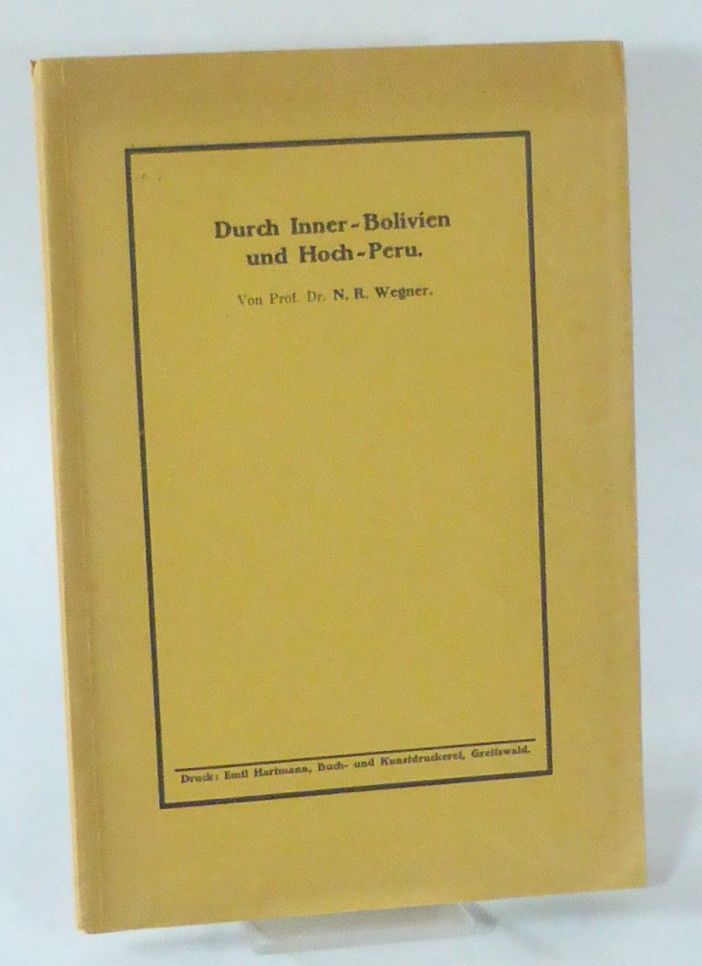 Durch Inner-Bolivien
und Hoch-Peru.
Von Prof. Dr. N. R. Wegner.
Druck: Emil Hartmann, Buch- und Kunstdruckerei, Greifswald.